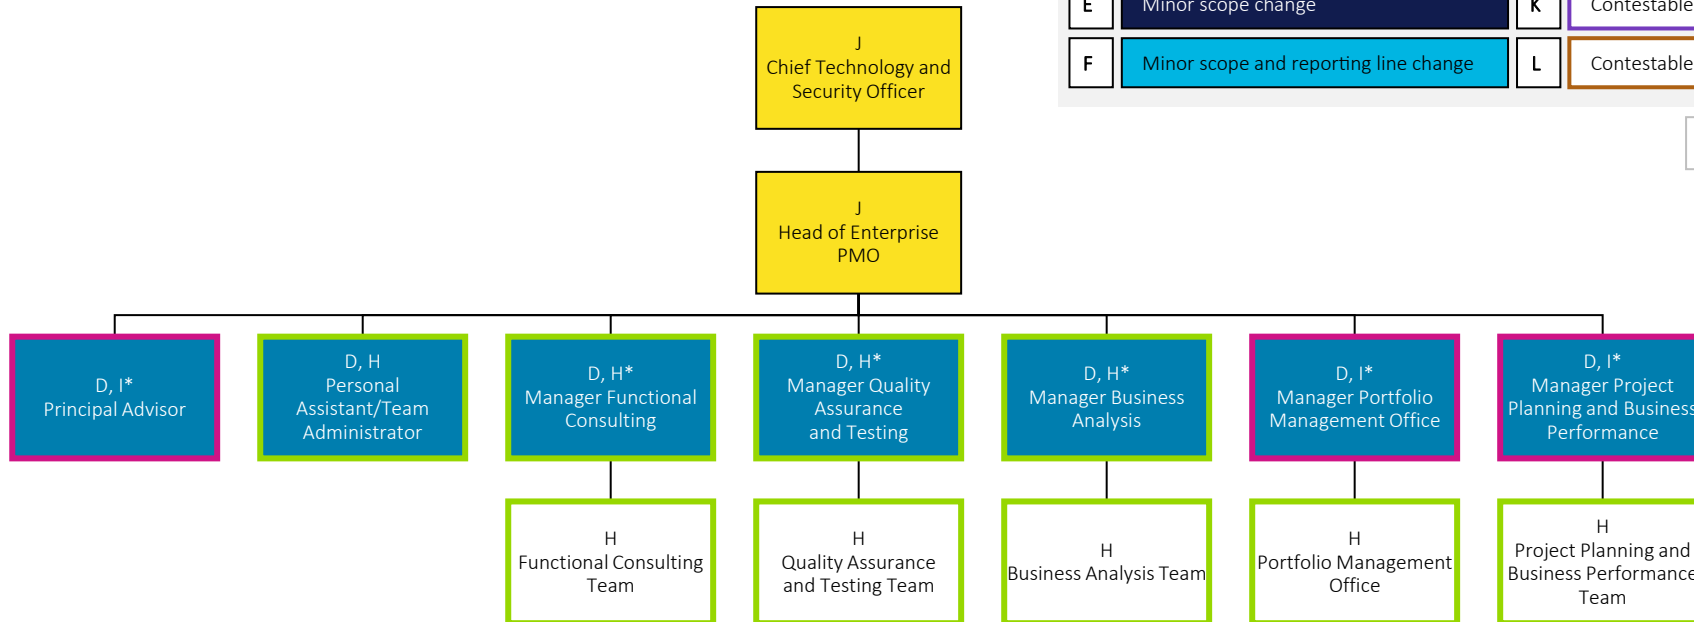 E
Minor scope change
K
Contestable
F
Minor scope and reporting line change
L
Contestable
J
Chief Technology and
Security Officer
J
Head of Enterprise
PMO
D, I*
Principal Advisor
D, H
Personal
Assistant/Team
Administrator
D, H*
Manager Functional
Consulting
D, H*
Manager Quality
Assurance
and Testing
D, H*
Manager Business
Analysis
D, I*
Manager Portfolio
Management Office
D, I*
Manager Project
Planning and Business
Performance
H
Functional Consulting
Team
H
Quality Assurance
and Testing Team
H
Business Analysis Team
H
Portfolio Management
Office
H
Project Planning and
Business Performance
Team